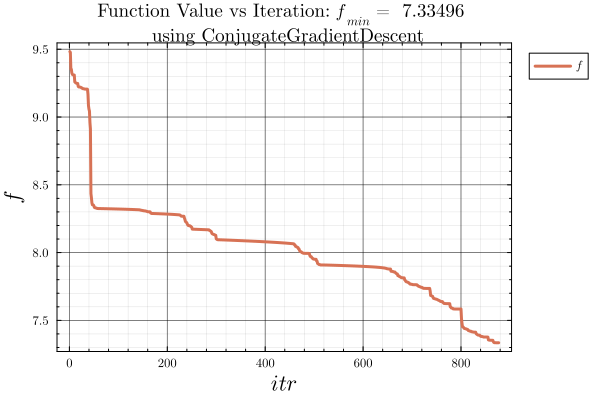 Function Value vs Iteration: f_min = 7.33496
using ConjugateGradientDescent
f
9.5
9.0
8.5
8.0
7.5
f
0 200 400 600 800
itr